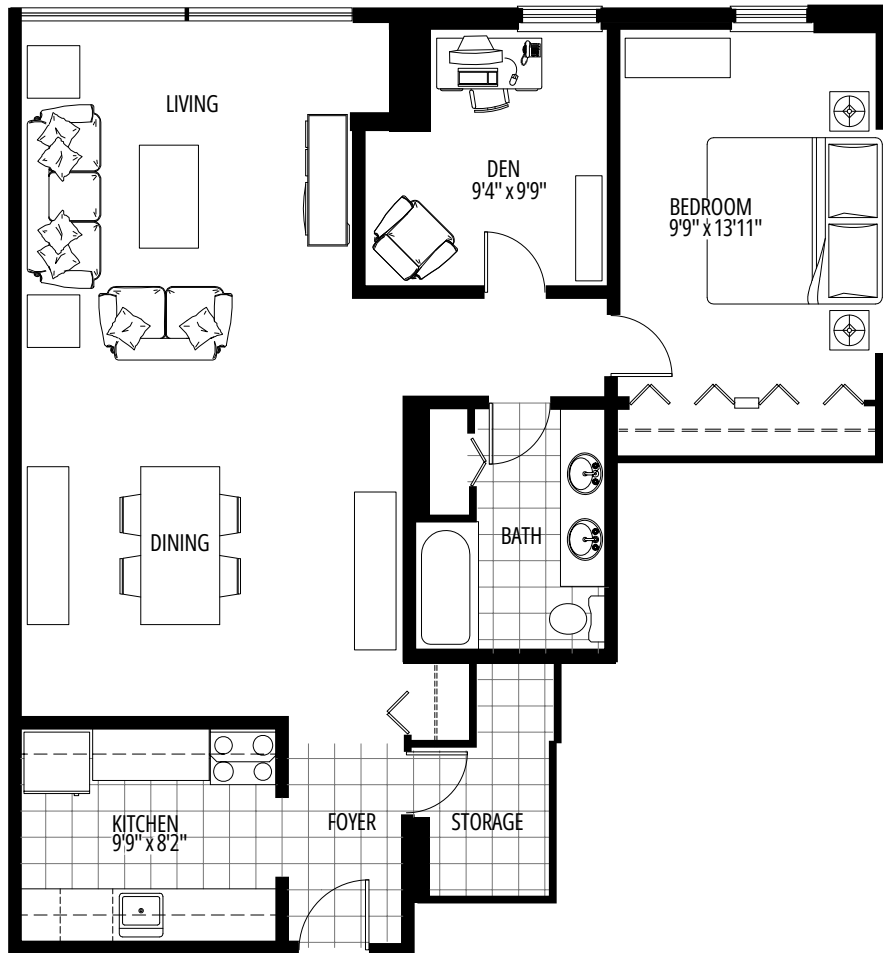 LIVING
DEN
9'4" x 9'9"
BEDROOM
9'9" x 13'11"
DINING
BATH
KITCHEN
9'9" x 8'2"
FOYER
STORAGE